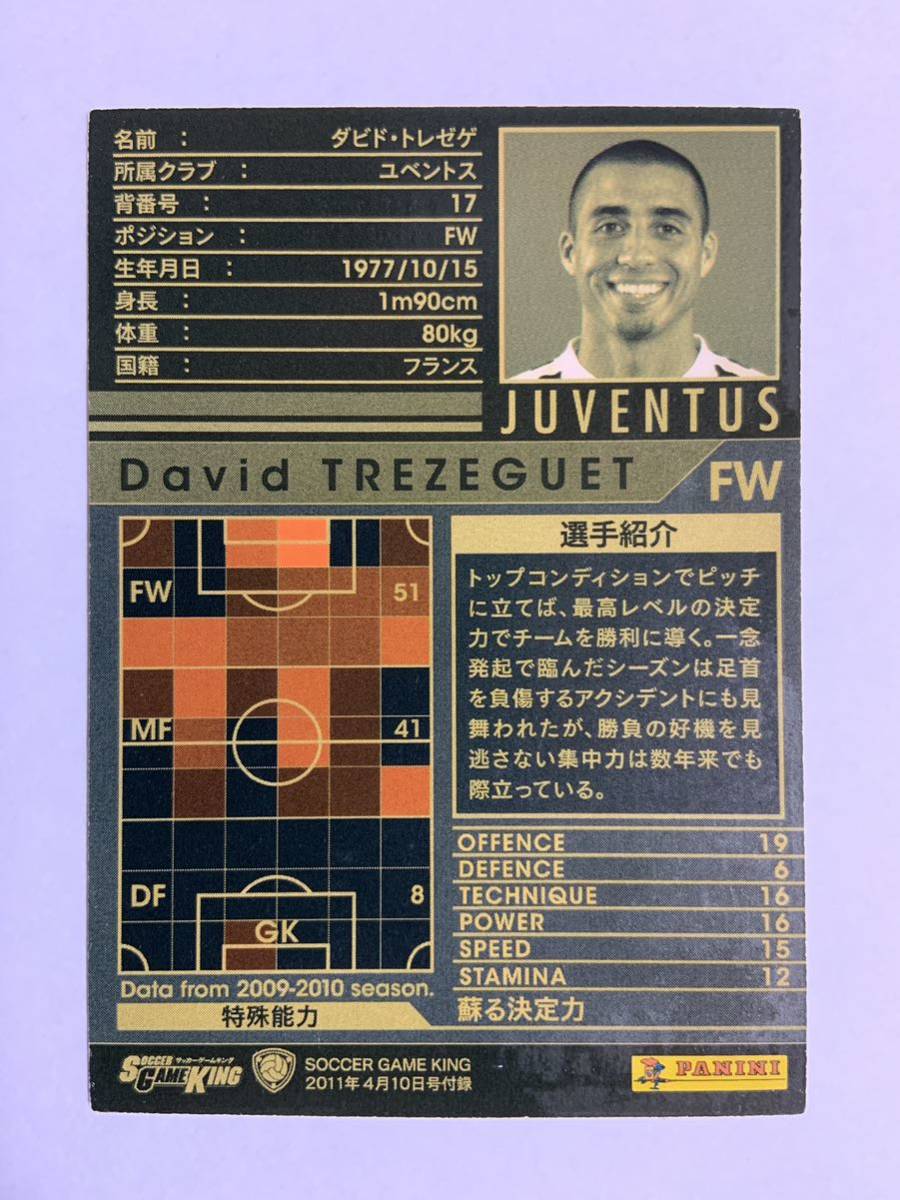 名前 : ダビド・トレゼゲ
所属クラブ : ユベントス
背番号 : 17
ポジション : FW
生年月日 : 1977/10/15
身長 : 1m90cm
体重 : 80kg
国籍 : フランス
JUVENTUS
David TREZEGUET
FW
FW 51
MF 41
DF 8
GK
Data from 2009-2010 season.
選手紹介
トップコンディションでピッチ
に立てば、最高レベルの決定
力でチームを勝利に導く。一念
発起で臨んだシーズンは足首
を負傷するアクシデントにも見
舞われたが、勝負の好機を見
逃さない集中力は数年来でも
際立っている。
OFFENCE 19
DEFENCE 6
TECHNIQUE 16
POWER 16
SPEED 15
STAMINA 12
特殊能力
蘇る決定力
SOCCER サッカーゲームキング
GAME KING
SOCCER GAME KING
2011年4月10日号付録
PANINI